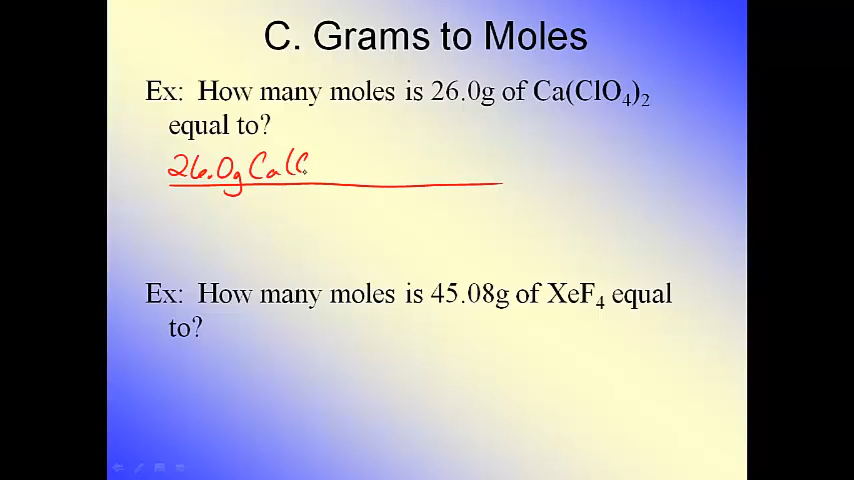 C. Grams to Moles
Ex: How many moles is 26.0g of Ca(ClO₄)₂
equal to?
26.0g Ca(C
Ex: How many moles is 45.08g of XeF₄ equal
to?